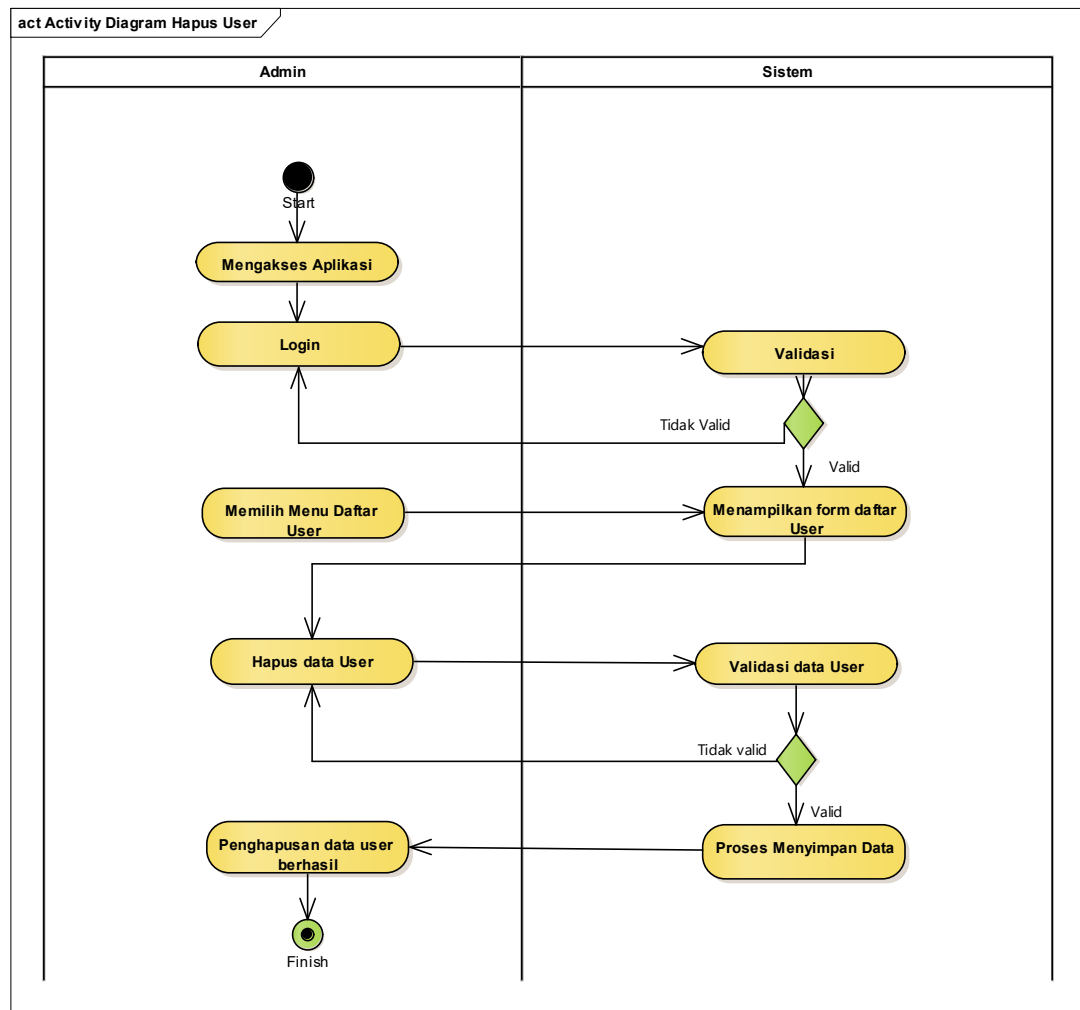 act Activity Diagram Hapus User
Admin
Sistem
Start
Mengakses Aplikasi
Login
Validasi
Tidak Valid
Valid
Memilih Menu Daftar
User
Menampilkan form daftar
User
Hapus data User
Validasi data User
Tidak valid
Valid
Penghapusan data user
berhasil
Proses Menyimpan Data
Finish